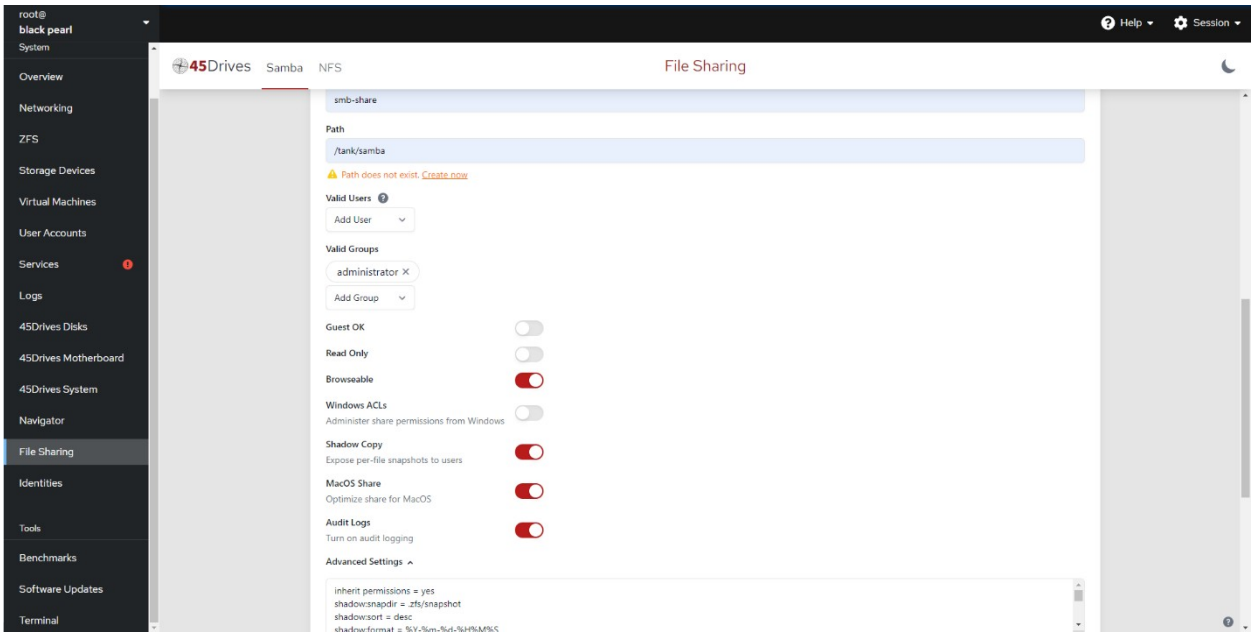 root@
black pearl
Help
Session
System
Overview
Networking
ZFS
Storage Devices
Virtual Machines
User Accounts
Services
Logs
45Drives Disks
45Drives Motherboard
45Drives System
Navigator
File Sharing
Identities
Tools
Benchmarks
Software Updates
Terminal
45Drives Samba NFS File Sharing
smb-share
Path
/tank/samba
Path does not exist. Create now
Valid Users
Add User
Valid Groups
administrator ×
Add Group
Guest OK
Read Only
Browseable
Windows ACLs
Administer share permissions from Windows
Shadow Copy
Expose per-file snapshots to users
MacOS Share
Optimize share for MacOS
Audit Logs
Turn on audit logging
Advanced Settings
inherit permissions = yes
shadow:snapdir = .zfs/snapshot
shadow:sort = desc
shadow:format = %Y-%m-%d-%H%M%S